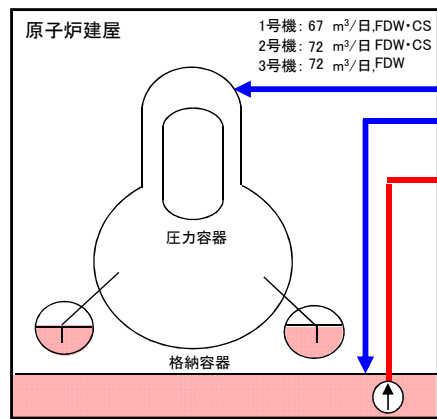 原子炉建屋
1号機: 67 m³/日,FDW・CS
2号機: 72 m³/日,FDW・CS
3号機: 72 m³/日,FDW
圧力容器
格納容器